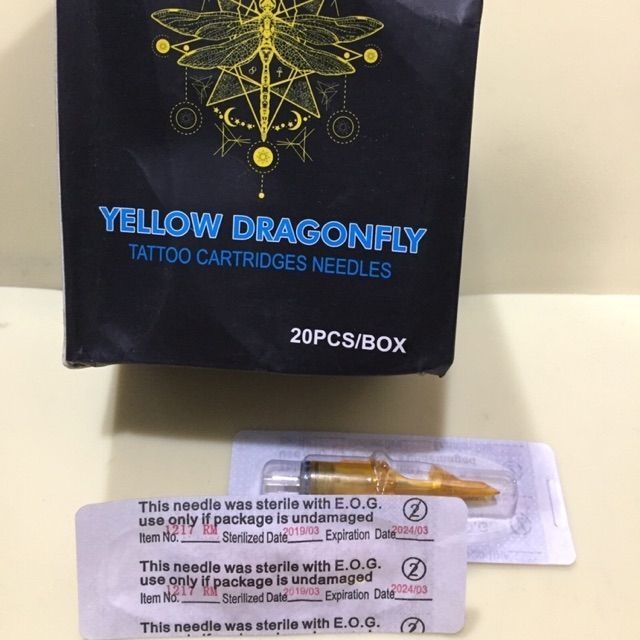 YELLOW DRAGONFLY
TATTOO CARTRIDGES NEEDLES
20PCS/BOX
This needle was sterile with E.O.G.
use only if package is undamaged
2
Item No. 1217 RM Sterilized Date 2019/03 Expiration Date 2024/03
This needle was sterile with E.O.G.
use only if package is undamaged
2
Item No. 1217 RM Sterilized Date 2019/03 Expiration Date 2024/03
This needle was sterile with E.O.G.